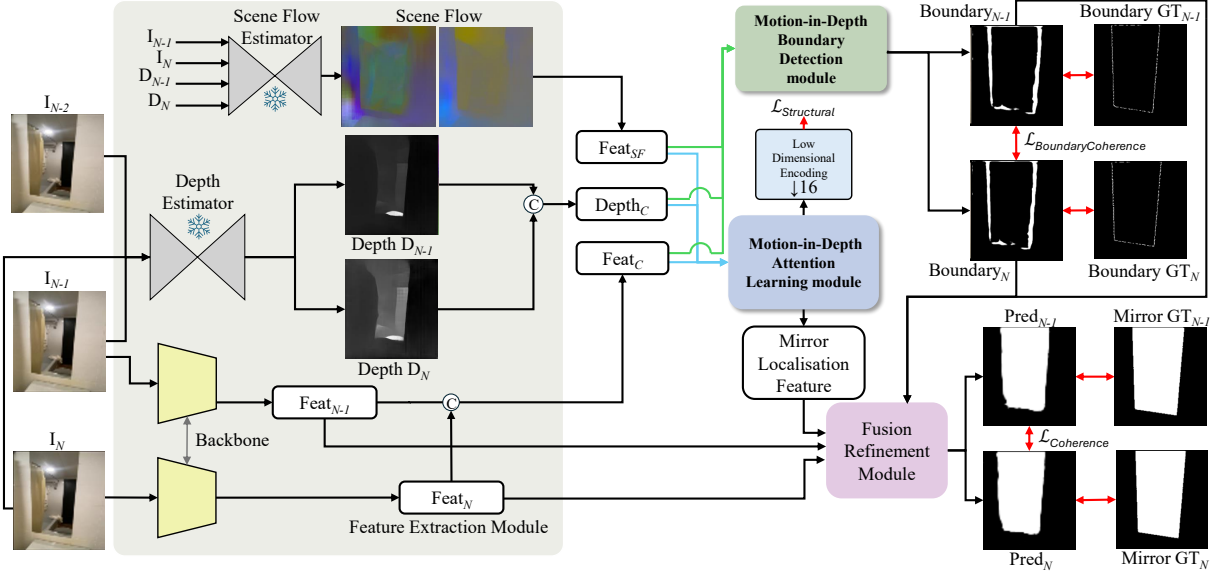 I_{N-2}
I_{N-1}
I_N
I_{N-1}
I_N
D_{N-1}
D_N
Scene Flow
Estimator
Scene Flow
Depth
Estimator
Depth D_{N-1}
Depth D_N
C
Backbone
Feat_{N-1}
C
Feat_N
Feature Extraction Module
Feat_{SF}
Depth_C
Feat_C
Motion-in-Depth
Boundary
Detection
module
ℒ_{Structural}
Low
Dimensional
Encoding
↓16
Motion-in-Depth
Attention
Learning module
Mirror
Localisation
Feature
Fusion
Refinement
Module
Boundary_{N-1}
Boundary GT_{N-1}
ℒ_{BoundaryCoherence}
Boundary_N
Boundary GT_N
Pred_{N-1}
Mirror GT_{N-1}
ℒ_{Coherence}
Pred_N
Mirror GT_N